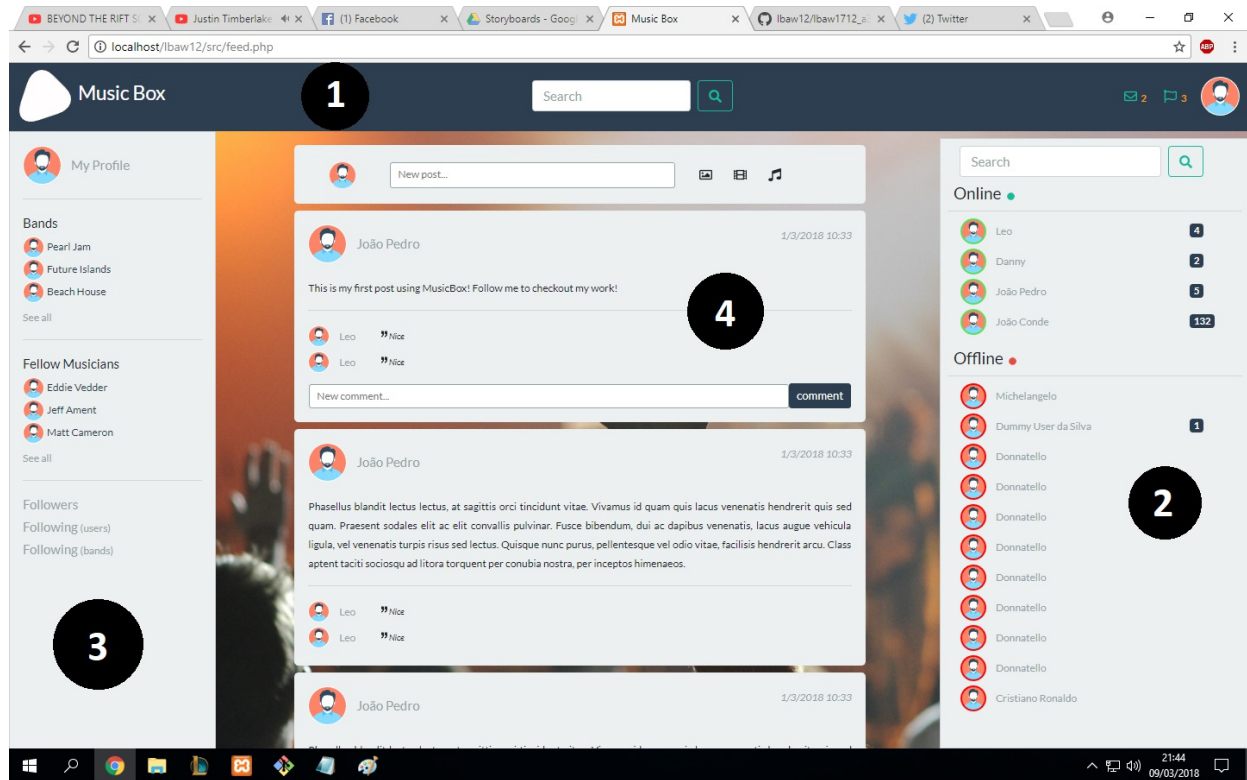 BEYOND THE RIFT S
Justin Timberlake
(1) Facebook
Storyboards - Googl
Music Box
lbaw12/lbaw1712_a
(2) Twitter
localhost/lbaw12/src/feed.php
ABP
Music Box
1
Search
2
3
My Profile
Bands
Pearl Jam
Future Islands
Beach House
See all
Fellow Musicians
Eddie Vedder
Jeff Ament
Matt Cameron
See all
Followers
Following (users)
Following (bands)
3
New post...
João Pedro
1/3/2018 10:33
This is my first post using MusicBox! Follow me to checkout my work!
4
Leo
" Nice
Leo
" Nice
New comment...
comment
João Pedro
1/3/2018 10:33
Phasellus blandit lectus lectus, at sagittis orci tincidunt vitae. Vivamus id quam quis lacus venenatis hendrerit quis sed
quam. Praesent sodales elit ac elit convallis pulvinar. Fusce bibendum, dui ac dapibus venenatis, lacus augue vehicula
ligula, vel venenatis turpis risus sed lectus. Quisque nunc purus, pellentesque vel odio vitae, facilisis hendrerit arcu. Class
aptent taciti sociosqu ad litora torquent per conubia nostra, per inceptos himenaeos.
Leo
" Nice
Leo
" Nice
João Pedro
1/3/2018 10:33
Search
Online
Leo 4
Danny 2
João Pedro 5
João Conde 132
Offline
Michelangelo
Dummy User da Silva 1
Donnatello
Donnatello
Donnatello
Donnatello
Donnatello
Donnatello
Donnatello
Donnatello
Cristiano Ronaldo
2
21:44
09/03/2018